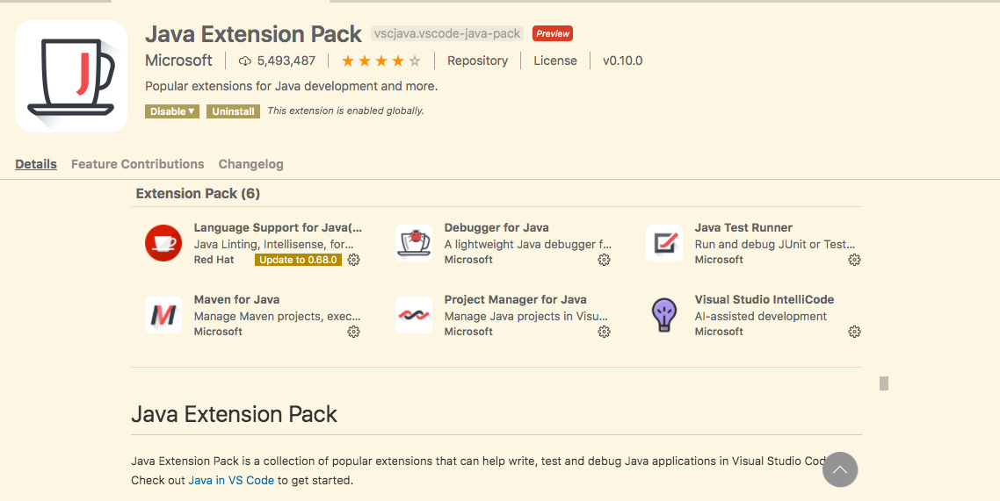 Java Extension Pack vscjava.vscode-java-pack Preview
Microsoft 5,493,487 Repository License v0.10.0
Popular extensions for Java development and more.
Disable Uninstall This extension is enabled globally.
Details Feature Contributions Changelog
Extension Pack (6)
Language Support for Java(...
Java Linting, Intellisense, for...
Red Hat Update to 0.68.0
Debugger for Java
A lightweight Java debugger f...
Microsoft
Java Test Runner
Run and debug JUnit or Test...
Microsoft
Maven for Java
Manage Maven projects, exec...
Microsoft
Project Manager for Java
Manage Java projects in Visu...
Microsoft
Visual Studio IntelliCode
AI-assisted development
Microsoft
Java Extension Pack
Java Extension Pack is a collection of popular extensions that can help write, test and debug Java applications in Visual Studio Cod
Check out Java in VS Code to get started.